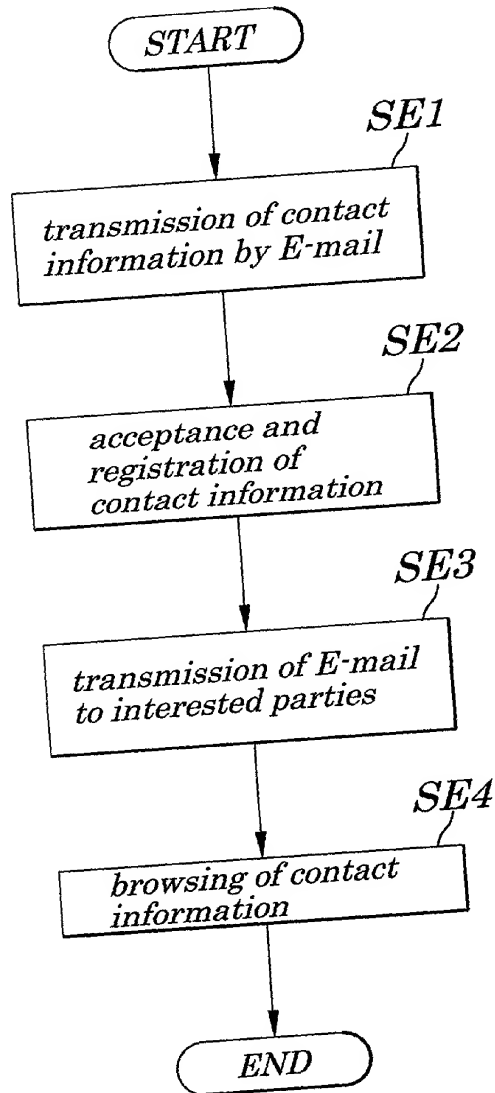 START
SE1
transmission of contact
information by E-mail
SE2
acceptance and
registration of
contact information
SE3
transmission of E-mail
to interested parties
SE4
browsing of contact
information
END